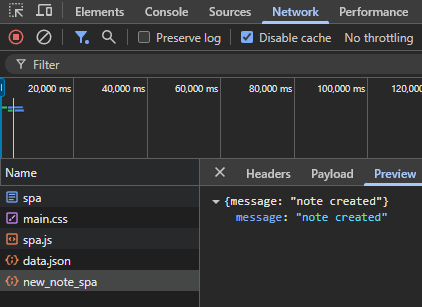 Elements Console Sources Network Performance
Preserve log Disable cache No throttling
Filter
20,000 ms 40,000 ms 60,000 ms 80,000 ms 100,000 ms 120,000
Name
Headers Payload Preview
spa
main.css
spa.js
data.json
new_note_spa
{message: "note created"}
message: "note created"